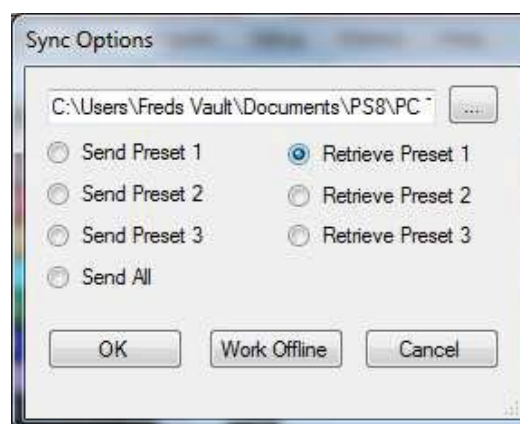 Sync Options
C:\Users\Freds Vault\Documents\PS8\PC
....
Send Preset 1
Retrieve Preset 1
Send Preset 2
Retrieve Preset 2
Send Preset 3
Retrieve Preset 3
Send All
OK
Work Offline
Cancel